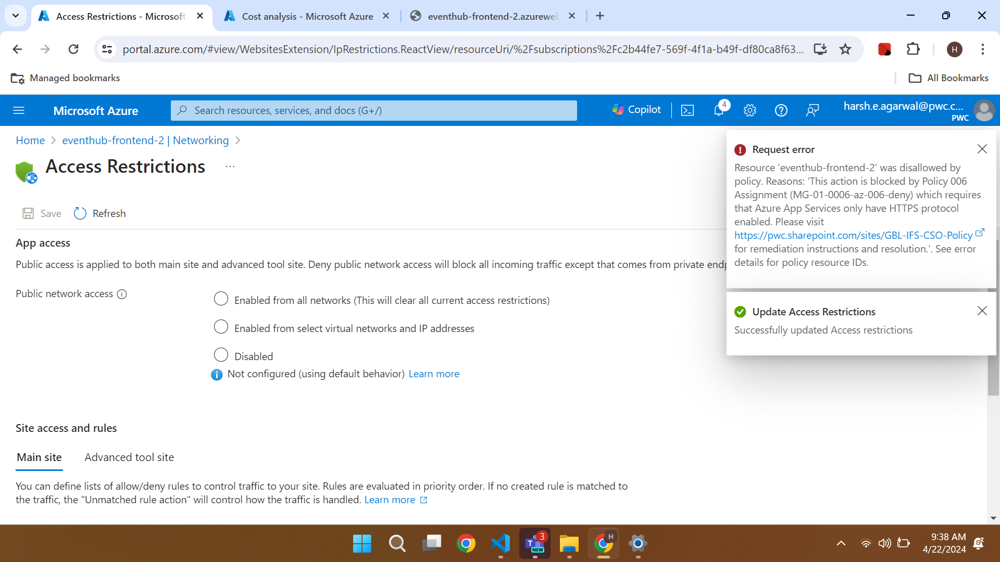 Access Restrictions - Microsoft
Cost analysis - Microsoft Azure
eventhub-frontend-2.azurewe
portal.azure.com/#view/WebsitesExtension/IpRestrictions.ReactView/resourceUri/%2Fsubscriptions%2Fc2b44fe7-569f-4f1a-b49f-df80ca8f63...
H
Managed bookmarks
All Bookmarks
Microsoft Azure
Search resources, services, and docs (G+/)
Copilot
4
harsh.e.agarwal@pwc.c...
PWC
Home > eventhub-frontend-2 | Networking >
Access Restrictions
...
Save
Refresh
App access
Public access is applied to both main site and advanced tool site. Deny public network access will block all incoming traffic except that comes from private endp
Public network access
Enabled from all networks (This will clear all current access restrictions)
Enabled from select virtual networks and IP addresses
Disabled
Not configured (using default behavior) Learn more
Site access and rules
Main site
Advanced tool site
You can define lists of allow/deny rules to control traffic to your site. Rules are evaluated in priority order. If no created rule is matched to
the traffic, the "Unmatched rule action" will control how the traffic is handled. Learn more
Request error
Resource 'eventhub-frontend-2' was disallowed by
policy. Reasons: 'This action is blocked by Policy 006
Assignment (MG-01-0006-az-006-deny) which requires
that Azure App Services only have HTTPS protocol
enabled. Please visit
https://pwc.sharepoint.com/sites/GBL-IFS-CSO-Policy
for remediation instructions and resolution.'. See error
details for policy resource IDs.
Update Access Restrictions
Successfully updated Access restrictions
3
T
NEW
H
9:38 AM
4/22/2024